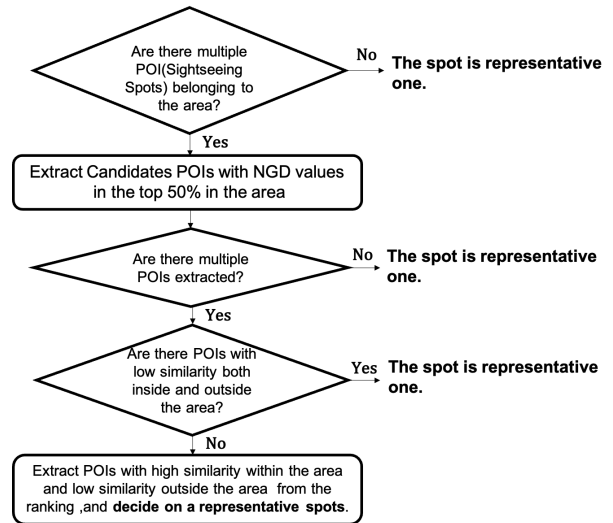 Are there multiple
POI(Sightseeing
Spots) belonging to
the area?
No
The spot is representative
one.
Yes
Extract Candidates POIs with NGD values
in the top 50% in the area
Are there multiple
POIs extracted?
No
The spot is representative
one.
Yes
Are there POIs with
low similarity both
inside and outside
the area?
Yes
The spot is representative
one.
No
Extract POIs with high similarity within the area
and low similarity outside the area from the
ranking ,and decide on a representative spots.